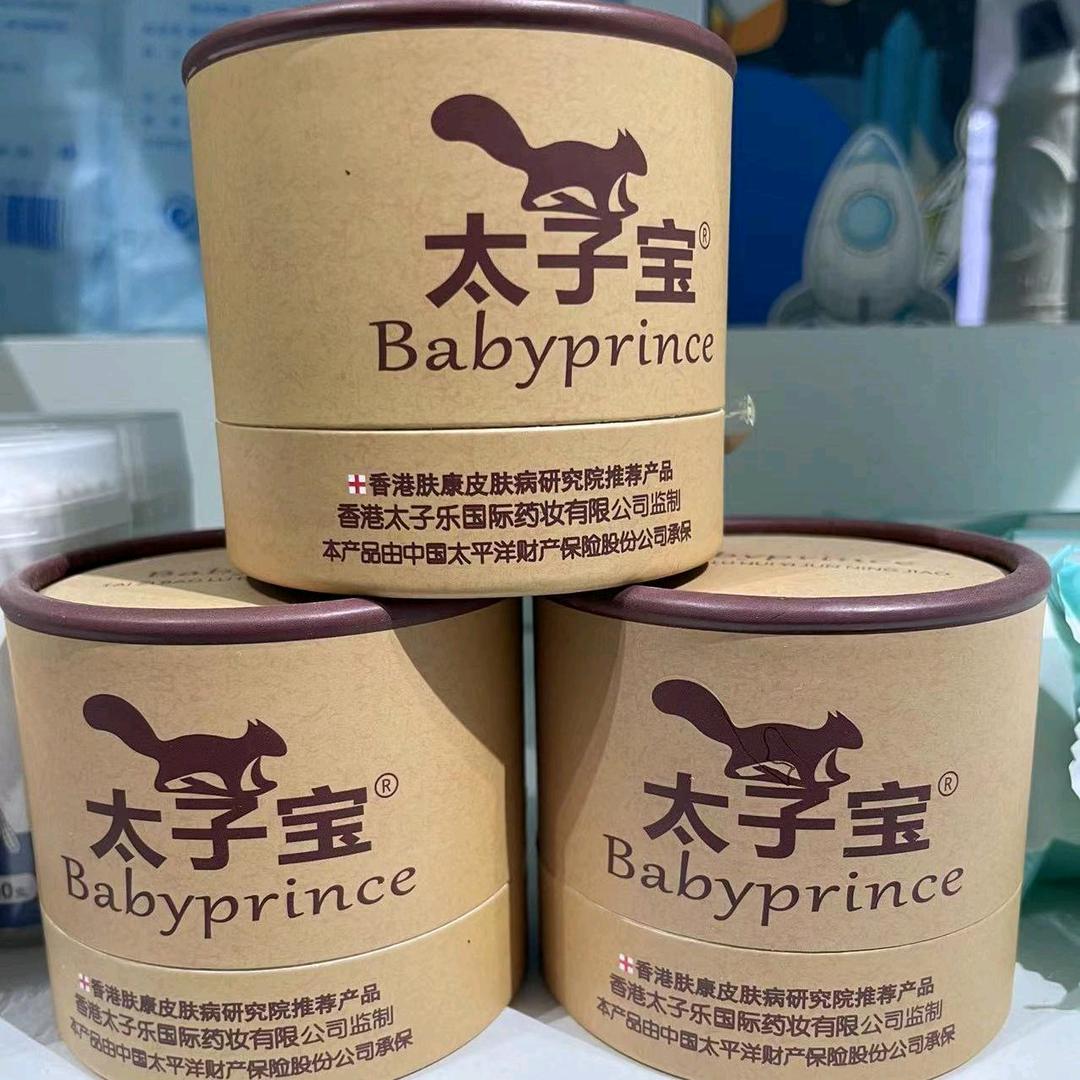 太子宝®
Babyprince
香港肤康皮肤病研究院推荐产品
香港太子乐国际药妆有限公司监制
本产品由中国太平洋财产保险股份公司承保
太子宝®
Babyprince
香港肤康皮肤病研究院推荐产品
香港太子乐国际药妆有限公司监制
本产品由中国太平洋财产保险股份公司承保
太子宝®
Babyprince
香港肤康皮肤病研究院推荐产品
香港太子乐国际药妆有限公司监制
本产品由中国太平洋财产保险股份公司承保